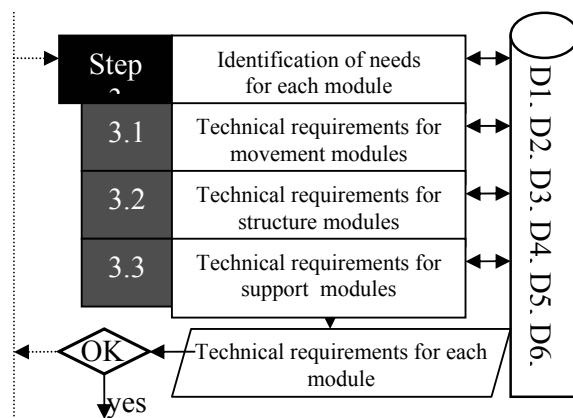 Step
Identification of needs
for each module
3.1
Technical requirements for
movement modules
3.2
Technical requirements for
structure modules
3.3
Technical requirements for
support modules
D1. D2. D3. D4. D5. D6.
OK
Technical requirements for each
module
yes